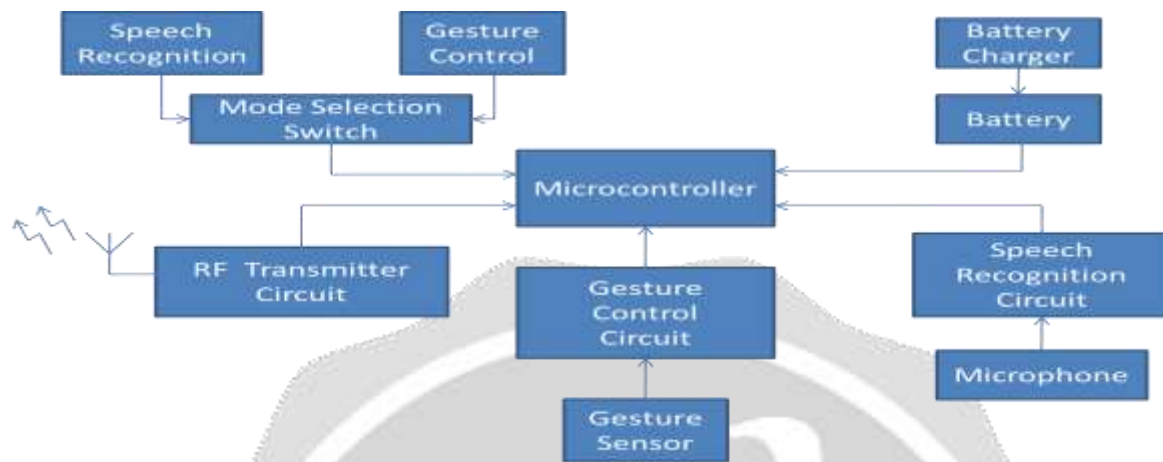 Speech
Recognition
Gesture
Control
Battery
Charger
Mode Selection
Switch
Battery
Microcontroller
RF Transmitter
Circuit
Gesture
Control
Circuit
Speech
Recognition
Circuit
Microphone
Gesture
Sensor